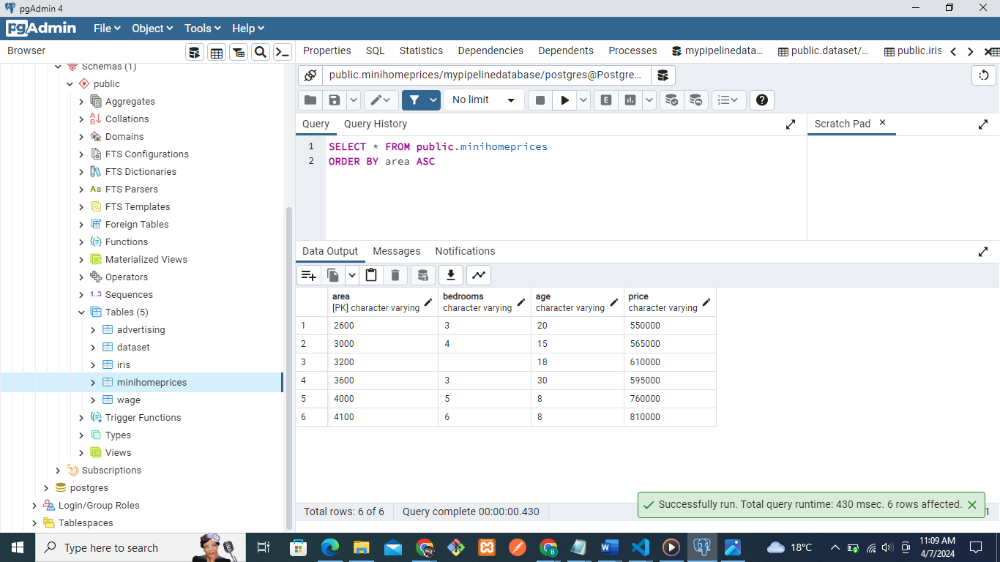 pgAdmin 4
pgAdmin File Object Tools Help
Browser
Properties SQL Statistics Dependencies Dependents Processes mypipelinedata... public.dataset/... public.iris
public.minihomeprices/mypipelinedatabase/postgres@Postgre...
No limit
Query Query History
Scratch Pad
1 SELECT * FROM public.minihomeprices
2 ORDER BY area ASC
Schemas (1)
public
Aggregates
Collations
Domains
FTS Configurations
FTS Dictionaries
Aa FTS Parsers
FTS Templates
Foreign Tables
Functions
Materialized Views
Operators
1..3 Sequences
Tables (5)
advertising
dataset
iris
minihomeprices
wage
Trigger Functions
Types
Views
Subscriptions
postgres
Login/Group Roles
Tablespaces
Data Output Messages Notifications
area bedrooms age price
[PK] character varying character varying character varying character varying
1 2600 3 20 550000
2 3000 4 15 565000
3 3200 18 610000
4 3600 3 30 595000
5 4000 5 8 760000
6 4100 6 8 810000
Total rows: 6 of 6 Query complete 00:00:00.430
Successfully run. Total query runtime: 430 msec. 6 rows affected.
1
Type here to search
18°C
11:09 AM
4/7/2024